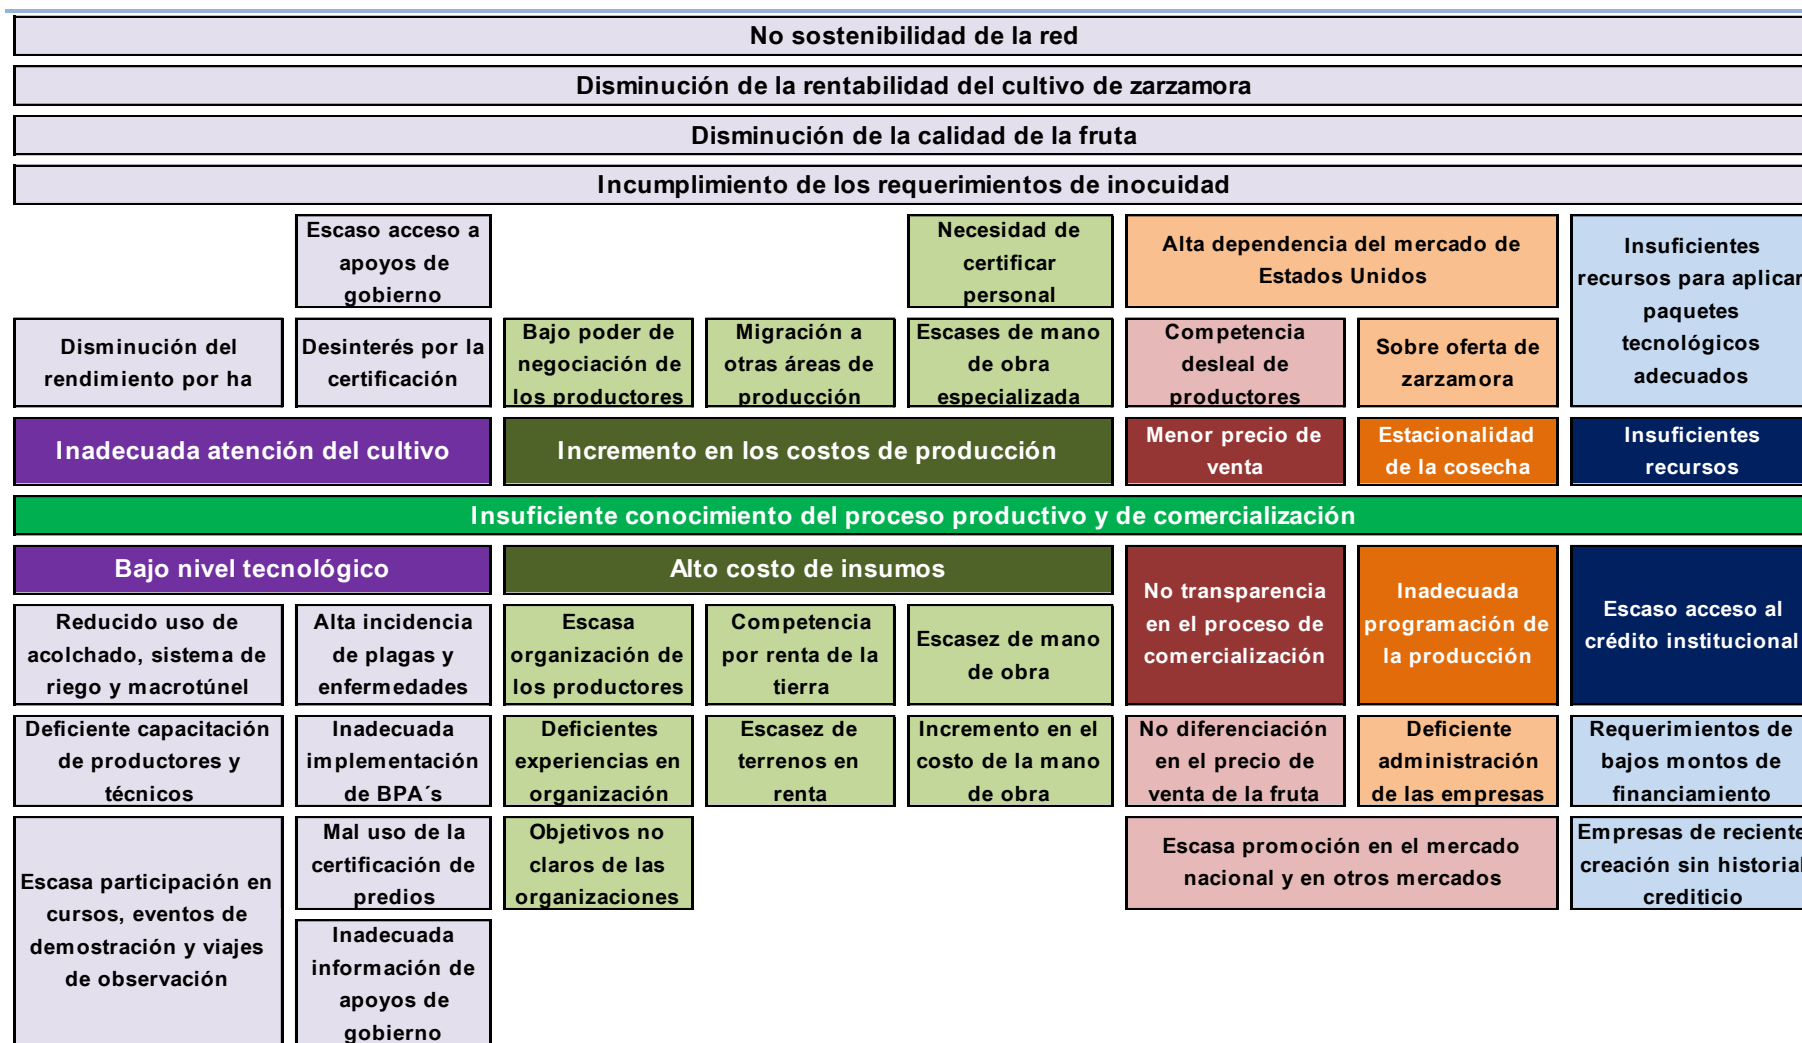 No sostenibilidad de la red
Disminución de la rentabilidad del cultivo de zarzamora
Disminución de la calidad de la fruta
Incumplimiento de los requerimientos de inocuidad
Escaso acceso a
apoyos de
gobierno
Necesidad de
certificar
personal
Alta dependencia del mercado de
Estados Unidos
Insuficientes
recursos para aplicar
paquetes
tecnológicos
adecuados
Disminución del
rendimiento por ha
Desinterés por la
certificación
Bajo poder de
negociación de
los productores
Migración a
otras áreas de
producción
Escases de mano
de obra
especializada
Competencia
desleal de
productores
Sobre oferta de
zarzamora
Inadecuada atención del cultivo
Incremento en los costos de producción
Menor precio de
venta
Estacionalidad
de la cosecha
Insuficientes
recursos
Insuficiente conocimiento del proceso productivo y de comercialización
Bajo nivel tecnológico
Alto costo de insumos
No transparencia
en el proceso de
comercialización
Inadecuada
programación de
la producción
Escaso acceso al
crédito institucional
Reducido uso de
acolchado, sistema de
riego y macrotúnel
Alta incidencia
de plagas y
enfermedades
Escasa
organización de
los productores
Competencia
por renta de la
tierra
Escasez de mano
de obra
Deficiente capacitación
de productores y
técnicos
Inadecuada
implementación
de BPA´s
Deficientes
experiencias en
organización
Escasez de
terrenos en
renta
Incremento en el
costo de la mano
de obra
No diferenciación
en el precio de
venta de la fruta
Deficiente
administración
de las empresas
Requerimientos de
bajos montos de
financiamiento
Escasa participación en
cursos, eventos de
demostración y viajes
de observación
Mal uso de la
certificación de
predios
Objetivos no
claros de las
organizaciones
Escasa promoción en el mercado
nacional y en otros mercados
Empresas de reciente
creación sin historial
crediticio
Inadecuada
información de
apoyos de
gobierno